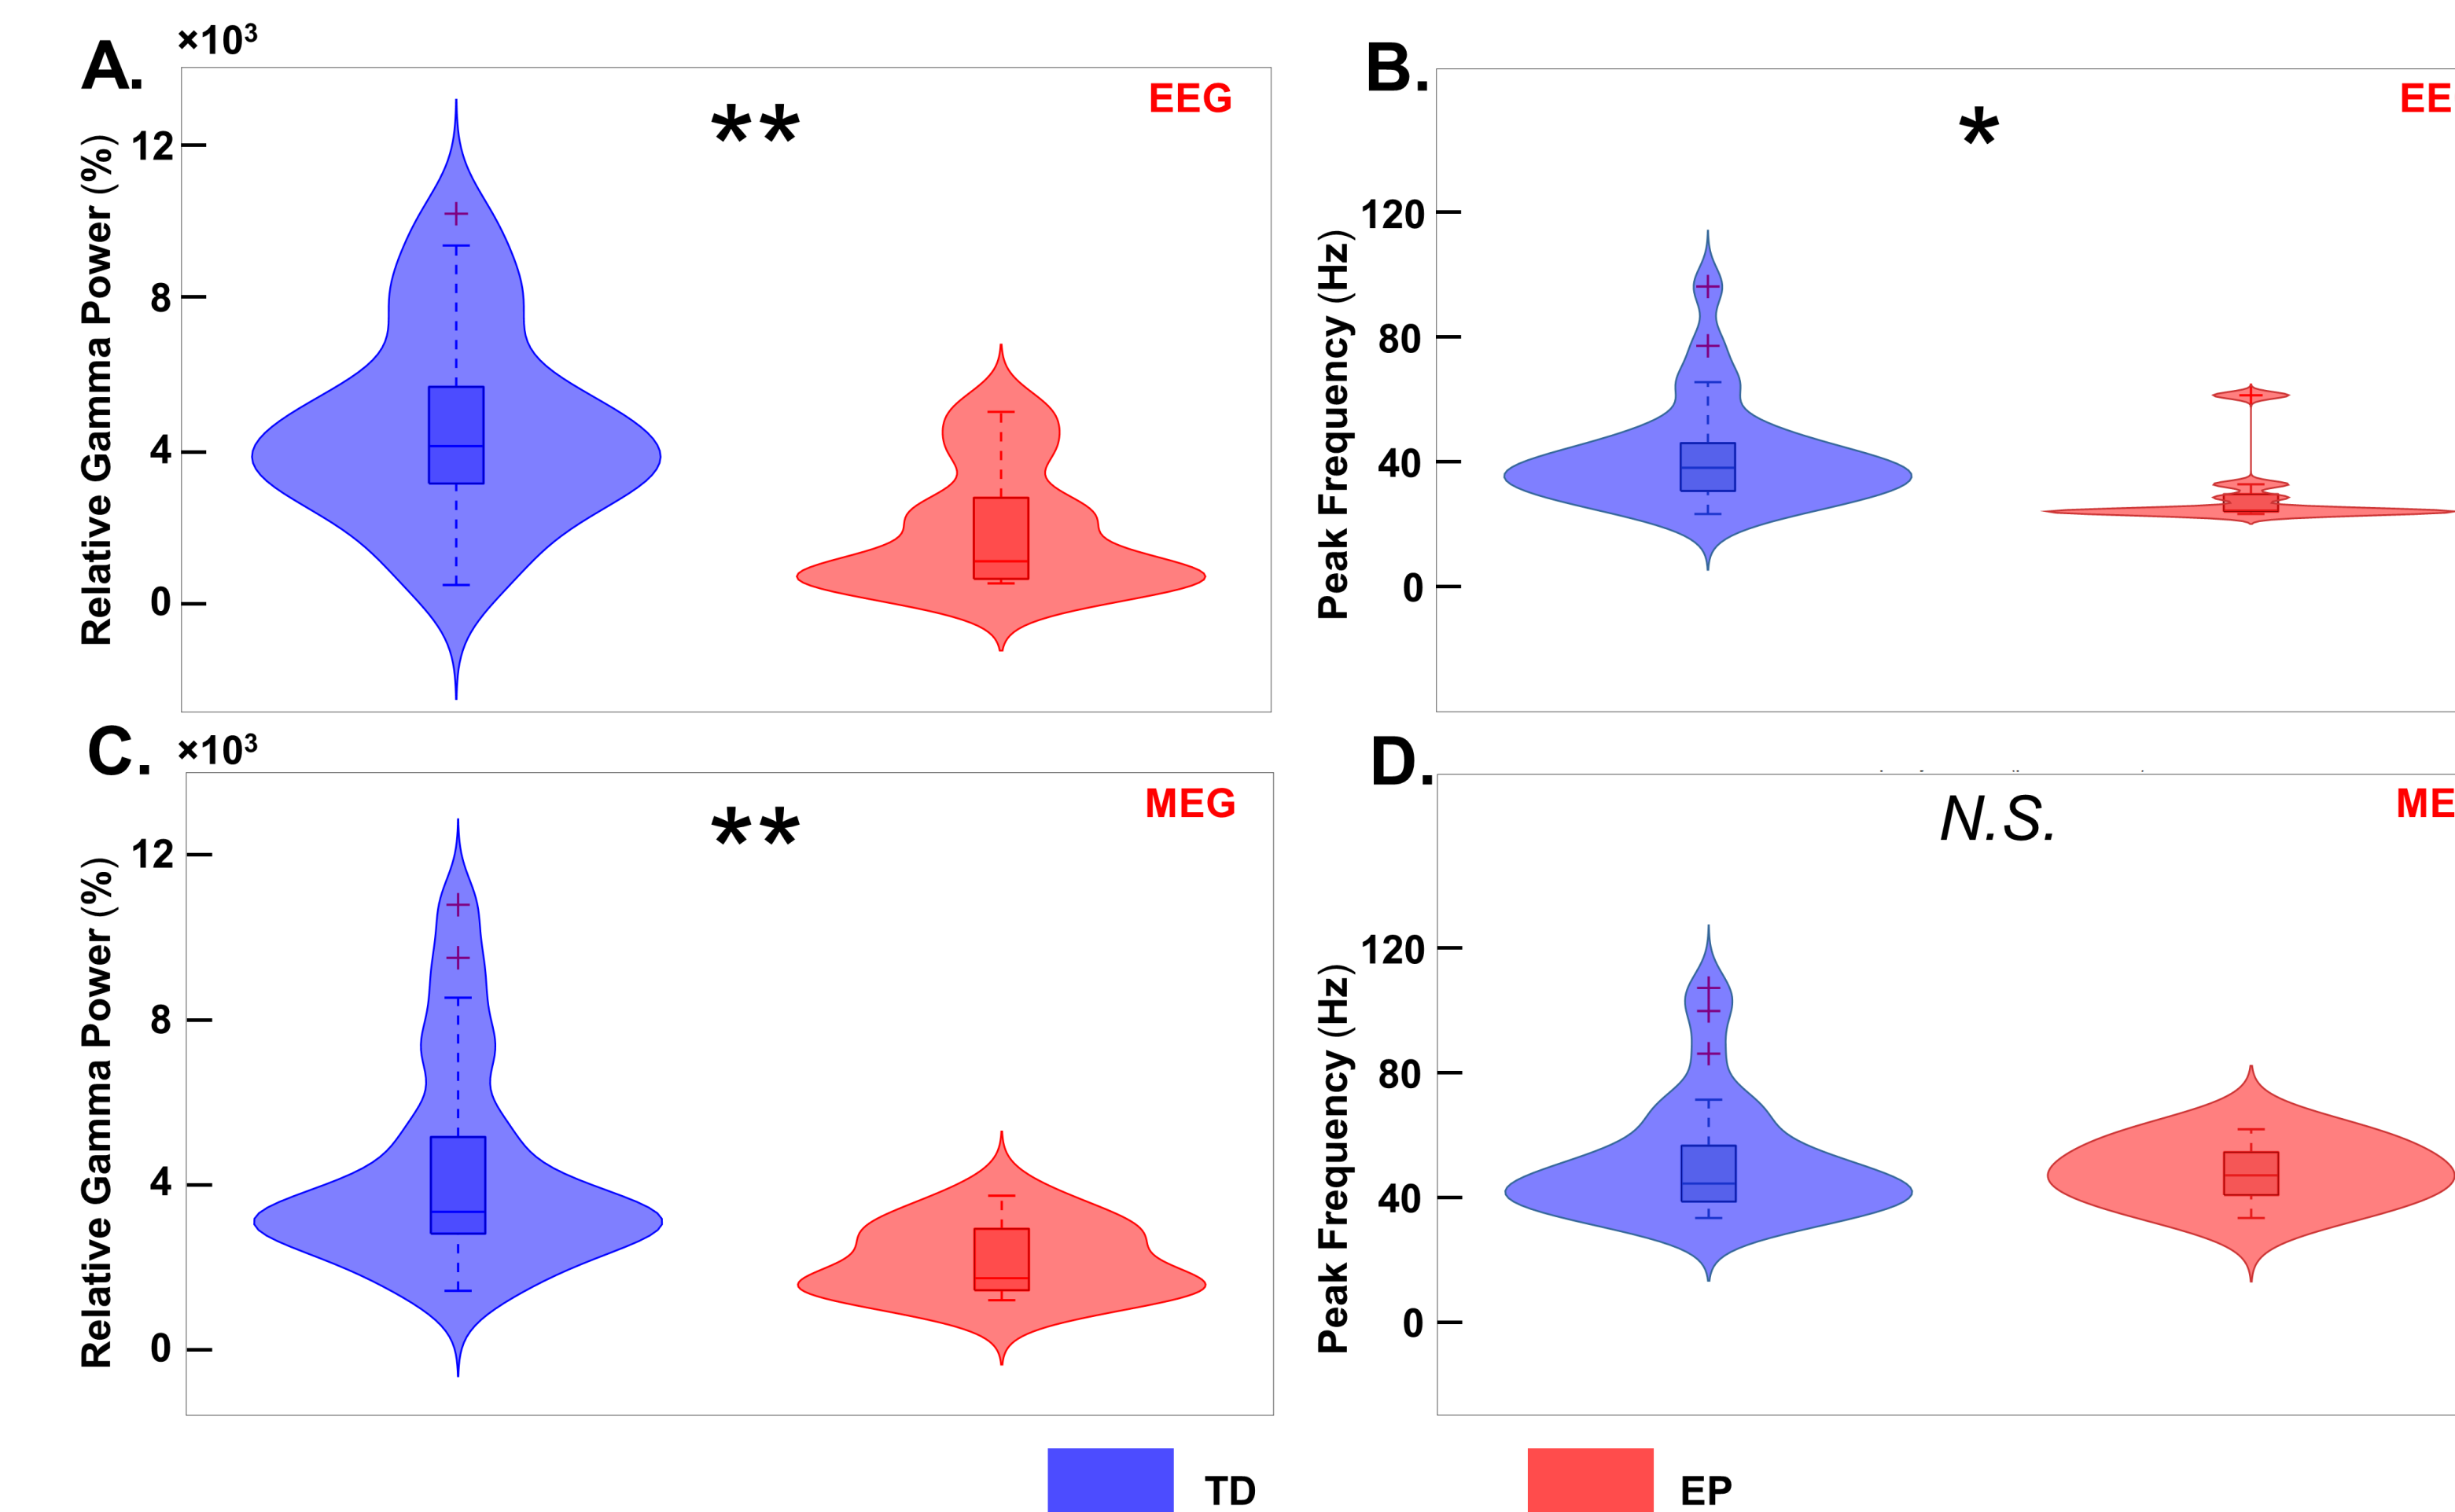 A. ×10³
EEG
**
Relative Gamma Power (%)
12
8
4
0
B.
EE
*
Peak Frequency (Hz)
120
80
40
0
C. ×10³
MEG
**
Relative Gamma Power (%)
12
8
4
0
D.
ME
N.S.
Peak Frequency (Hz)
120
80
40
0
TD
EP